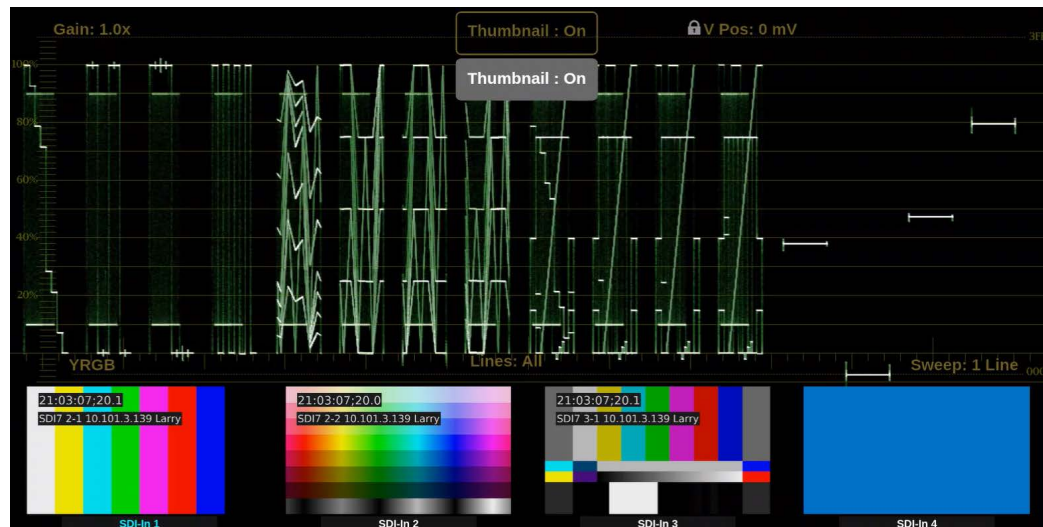 Gain: 1.0x
Thumbnail : On
V Pos: 0 mV
3FF
Thumbnail : On
100%
80%
60%
40%
20%
YRGB
Lines: All
Sweep: 1 Line
000
21:03:07;20.1
SDI7 2-1 10.101.3.139 Larry
21:03:07;20.0
SDI7 2-2 10.101.3.139 Larry
21:03:07;20.1
SDI7 3-1 10.101.3.139 Larry
SDI-In 1
SDI-In 2
SDI-In 3
SDI-In 4